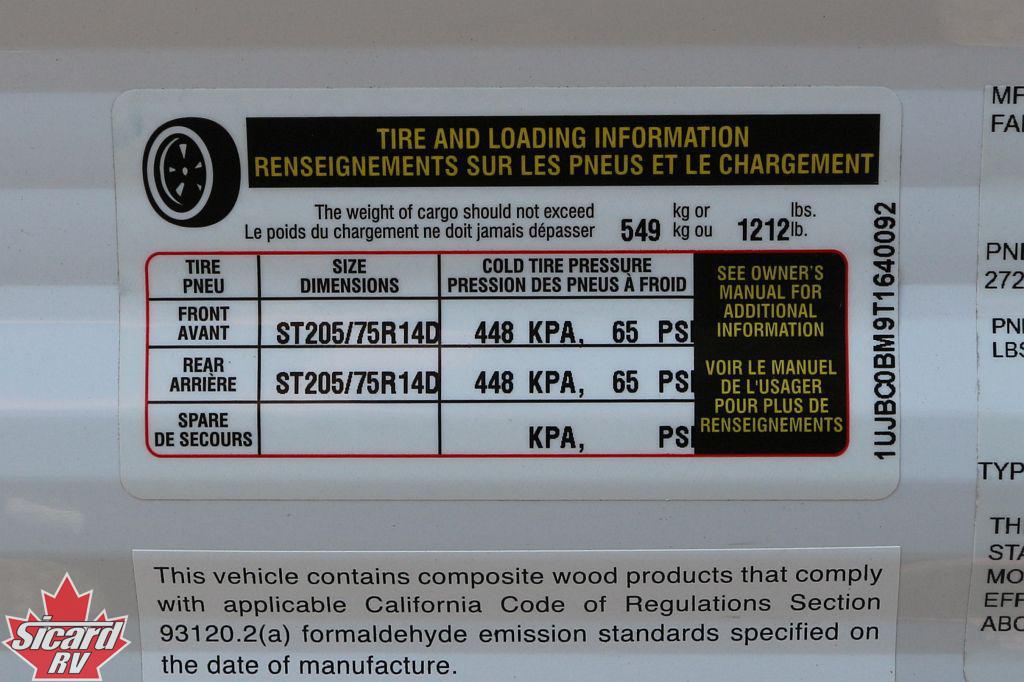 TIRE AND LOADING INFORMATION
RENSEIGNEMENTS SUR LES PNEUS ET LE CHARGEMENT
The weight of cargo should not exceed 549 kg or 1212 lbs.
Le poids du chargement ne doit jamais dépasser kg ou lb.
TIRE SIZE COLD TIRE PRESSURE
PNEU DIMENSIONS PRESSION DES PNEUS À FROID
FRONT
AVANT ST205/75R14D 448 KPA, 65 PSI
REAR
ARRIÈRE ST205/75R14D 448 KPA, 65 PSI
SPARE
DE SECOURS KPA, PSI
SEE OWNER'S
MANUAL FOR
ADDITIONAL
INFORMATION
VOIR LE MANUEL
DE L'USAGER
POUR PLUS DE
RENSEIGNEMENTS
1UJBC0BM9T1640092
This vehicle contains composite wood products that comply
with applicable California Code of Regulations Section
93120.2(a) formaldehyde emission standards specified on
the date of manufacture.
Sicard
RV
272
LBS